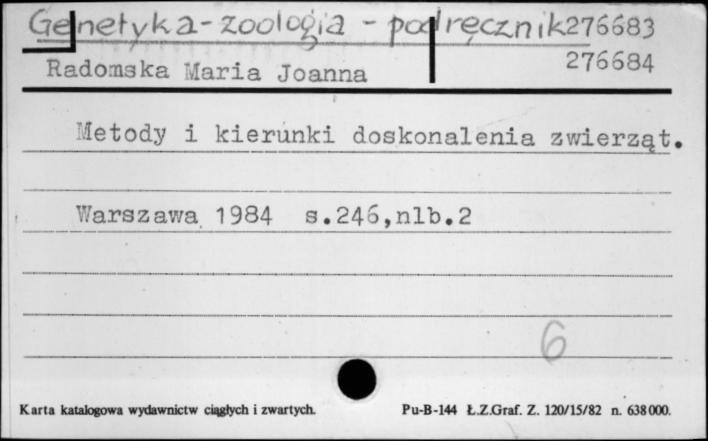 Genetyka-zoologia - podręcznik 276683
276684
Radomska Maria Joanna
Metody i kierunki doskonalenia zwierząt.
Warszawa 1984 s.246,nlb.2
6
Karta katalogowa wydawnictw ciągłych i zwartych. Pu-B-144 Ł.Z.Graf. Z. 120/15/82 n. 638000.